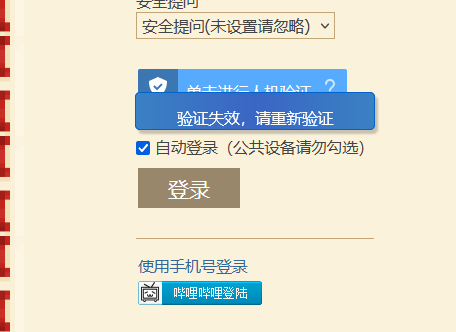 安全提问
安全提问(未设置请忽略)
单击进行人机验证
验证失效，请重新验证
自动登录（公共设备请勿勾选）
登录
使用手机号登录
哔哩哔哩登陆